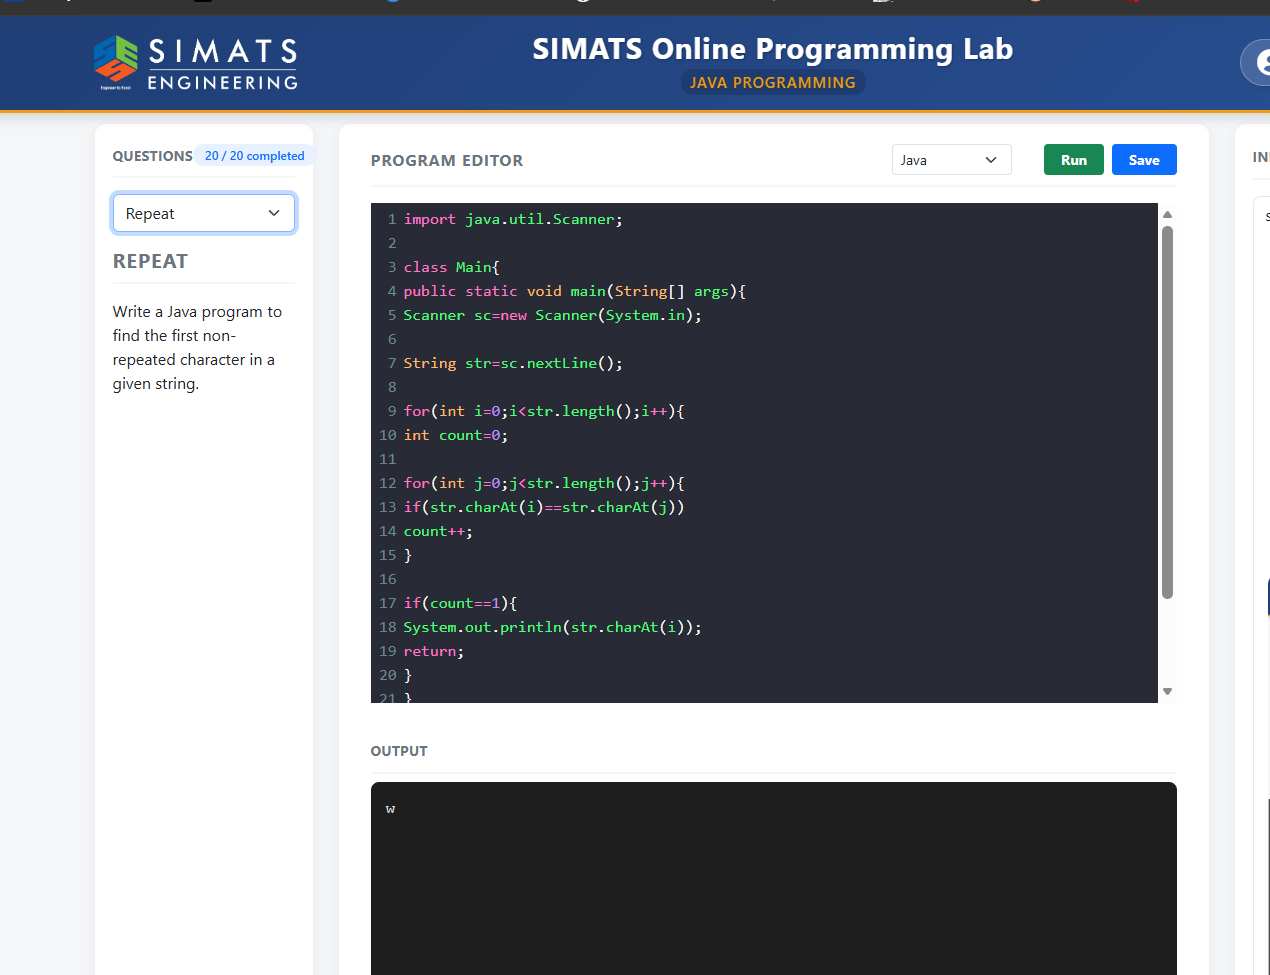 SIMATS
ENGINEERING
Engineer to Excel
SIMATS Online Programming Lab
JAVA PROGRAMMING
QUESTIONS 20 / 20 completed
Repeat
REPEAT
Write a Java program to
find the first non-
repeated character in a
given string.
PROGRAM EDITOR
Java
Run
Save
1 import java.util.Scanner;
2
3 class Main{
4 public static void main(String[] args){
5 Scanner sc=new Scanner(System.in);
6
7 String str=sc.nextLine();
8
9 for(int i=0;i<str.length();i++){
10 int count=0;
11
12 for(int j=0;j<str.length();j++){
13 if(str.charAt(i)==str.charAt(j))
14 count++;
15 }
16
17 if(count==1){
18 System.out.println(str.charAt(i));
19 return;
20 }
21 }
OUTPUT
w
IN